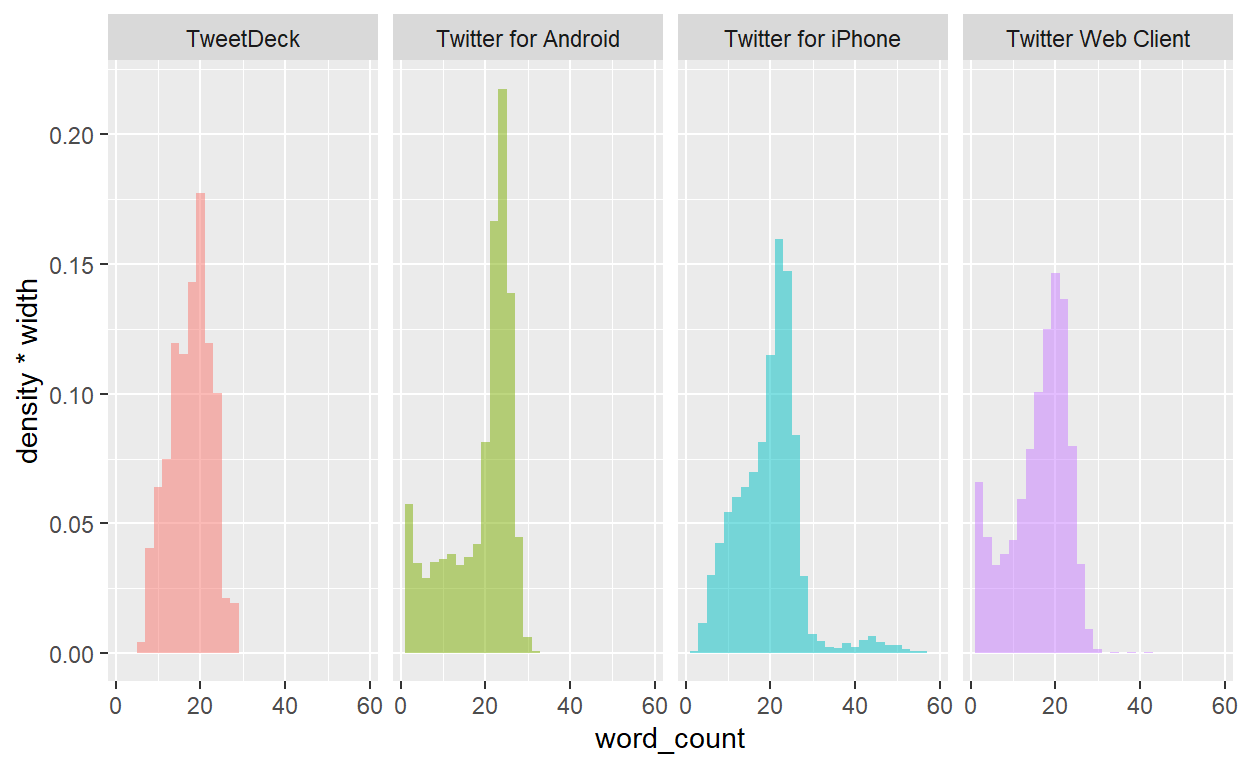 TweetDeck
Twitter for Android
Twitter for iPhone
Twitter Web Client
density * width
0.20
0.15
0.10
0.05
0.00
0 20 40 60
0 20 40 60
0 20 40 60
0 20 40 60
word_count